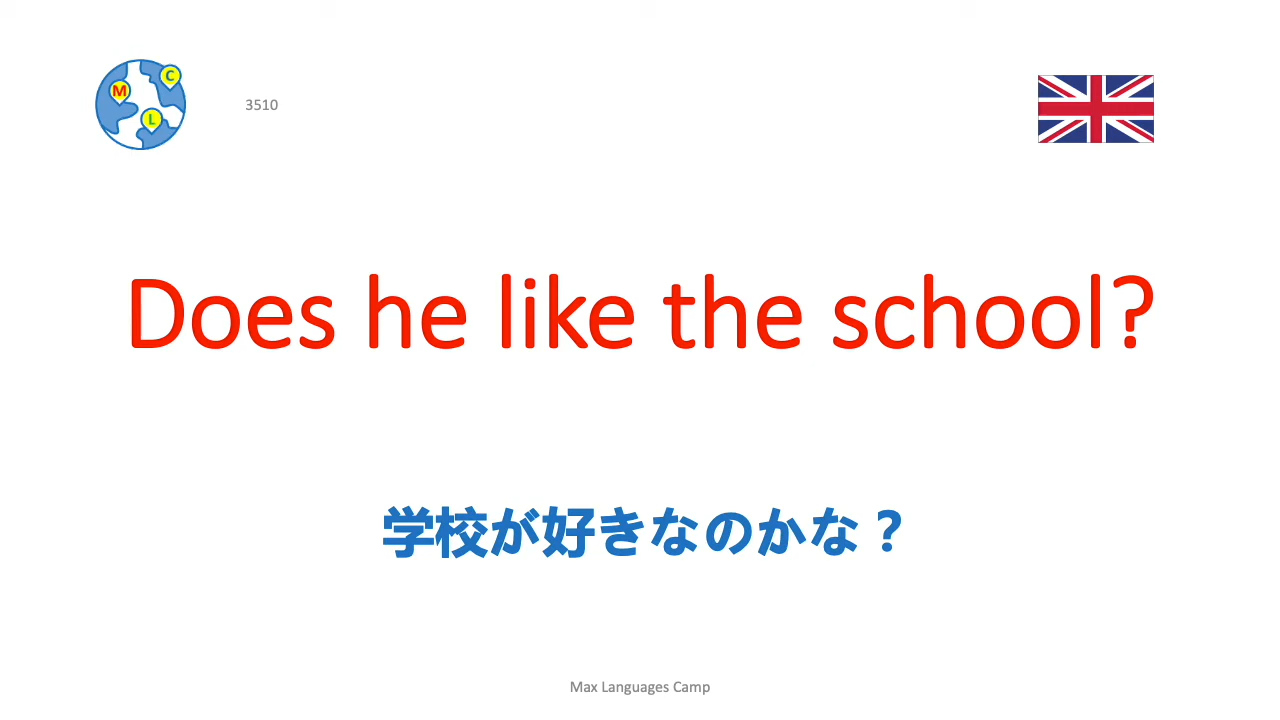 M
C
L
3510
Does he like the school?
学校が好きなのかな？
Max Languages Camp